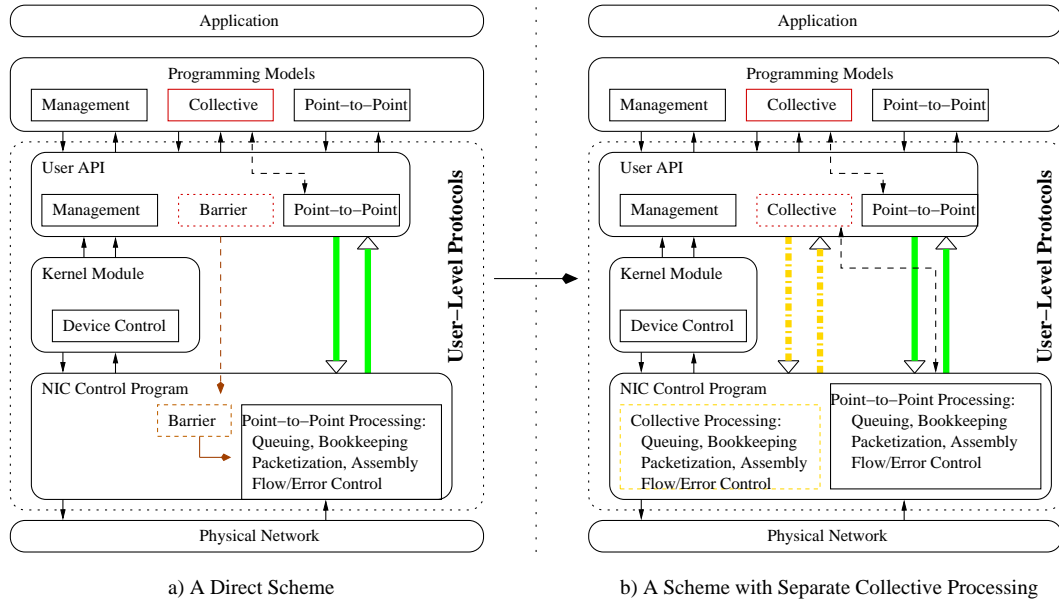 Application
Programming Models
Management
Collective
Point-to-Point
User API
Management
Barrier
Point-to-Point
Kernel Module
Device Control
User-Level Protocols
NIC Control Program
Barrier
Point-to-Point Processing:
Queuing, Bookkeeping
Packetization, Assembly
Flow/Error Control
Physical Network
a) A Direct Scheme
Application
Programming Models
Management
Collective
Point-to-Point
User API
Management
Collective
Point-to-Point
Kernel Module
Device Control
User-Level Protocols
NIC Control Program
Collective Processing:
Queuing, Bookkeeping
Packetization, Assembly
Flow/Error Control
Point-to-Point Processing:
Queuing, Bookkeeping
Packetization, Assembly
Flow/Error Control
Physical Network
b) A Scheme with Separate Collective Processing